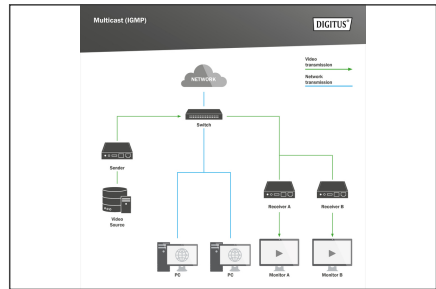 Multicast (IGMP)
DIGITUS®
Video
transmission
Network
transmission
NETWORK
Switch
Sender
Receiver A
Receiver B
Video
Source
PC
PC
Monitor A
Monitor B